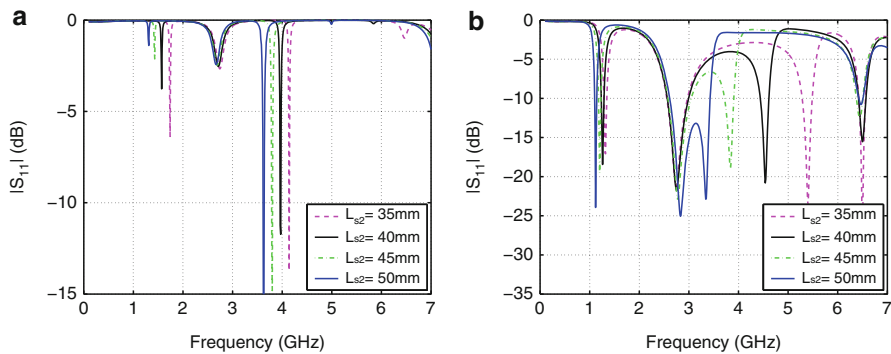 a
0
−5
−10
−15
|S11| (dB)
0 1 2 3 4 5 6 7
Frequency (GHz)
Ls2= 35mm
Ls2= 40mm
Ls2= 45mm
Ls2= 50mm
b
0
−5
−10
−15
−20
−25
−30
−35
|S11| (dB)
0 1 2 3 4 5 6 7
Frequency (GHz)
Ls2= 35mm
Ls2= 40mm
Ls2= 45mm
Ls2= 50mm